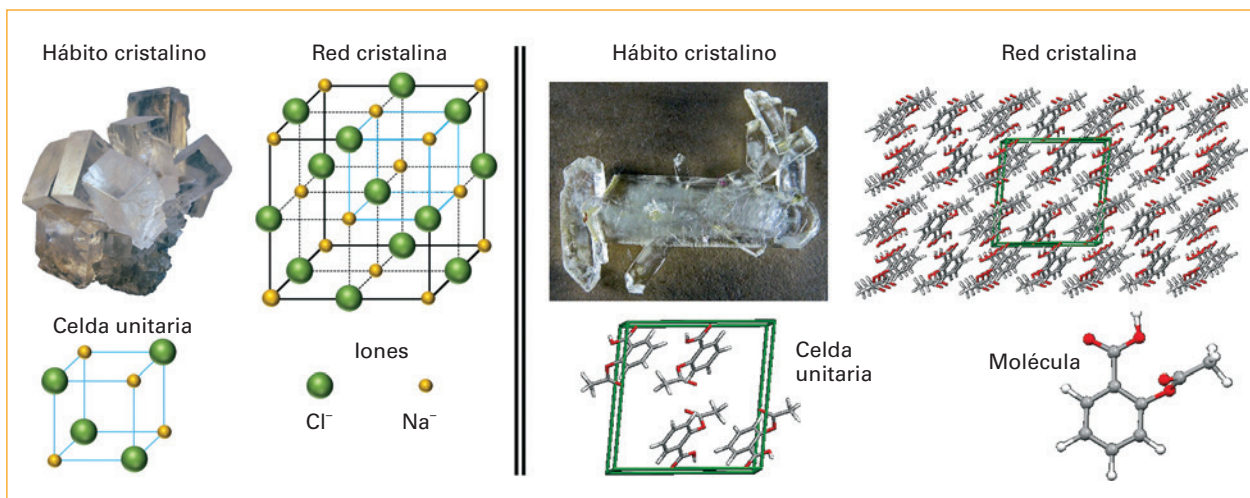 Hábito cristalino
Red cristalina
Celda unitaria
Iones
Cl⁻
Na⁻
Hábito cristalino
Red cristalina
Celda
unitaria
Molécula